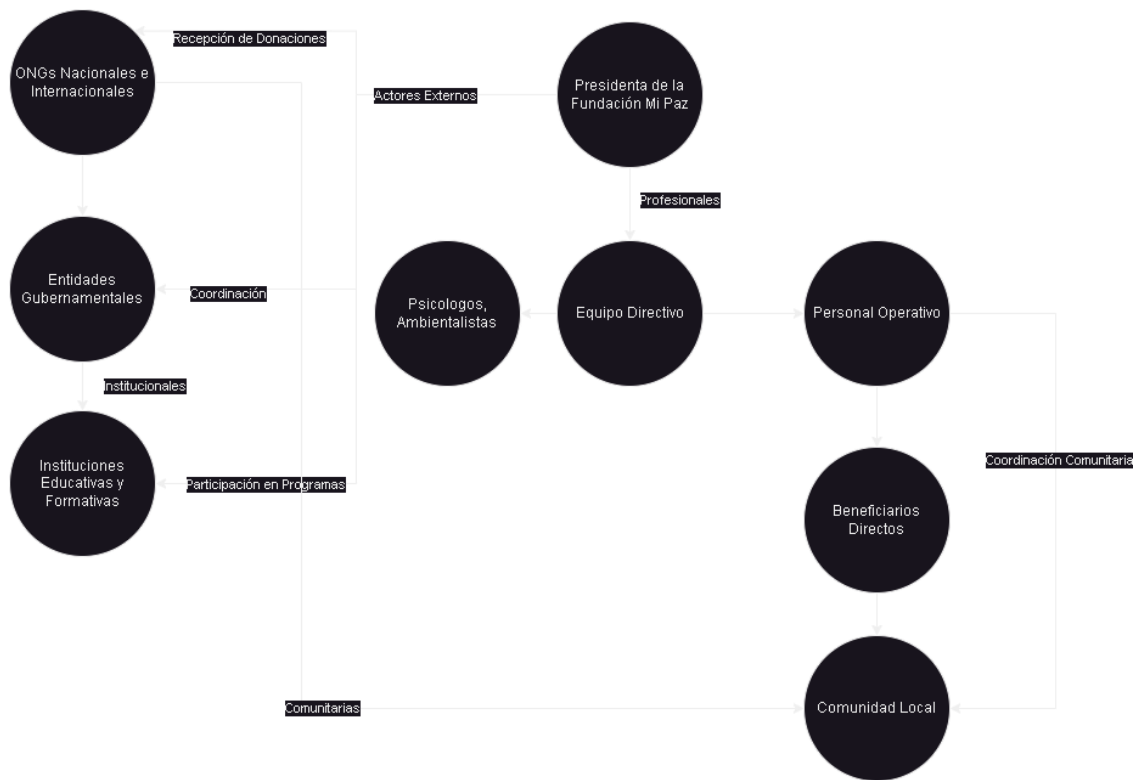 Recepción de Donaciones
ONGs Nacionales e
Internacionales
Actores Externos
Presidenta de la
Fundación Mi Paz
Profesionales
Entidades
Gubernamentales
Coordinación
Psicologos,
Ambientalistas
Equipo Directivo
Personal Operativo
Institucionales
Instituciones
Educativas y
Formativas
Participación en Programas
Coordinación Comunitaria
Beneficiarios
Directos
Comunitarias
Comunidad Local